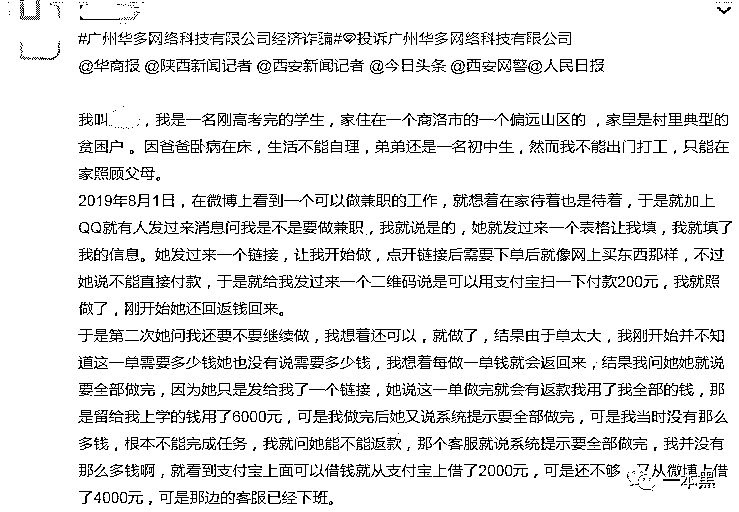 #广州华多网络科技有限公司经济诈骗#投诉广州华多网络科技有限公司
@华商报 @陕西新闻记者 @西安新闻记者 @今日头条 @西安网警@人民日报
我叫 ，我是一名刚高考完的学生，家住在一个商洛市的一个偏远山区的 ，家里是村里典型的
贫困户 。因爸爸卧病在床，生活不能自理，弟弟还是一名初中生，然而我不能出门打工，只能在
家照顾父母。
2019年8月1日，在微博上看到一个可以做兼职的工作，就想着在家待着也是待着，于是就加上
QQ就有人发过来消息问我是不是要做兼职，我就说是的，她就发过来一个表格让我填，我就填了
我的信息。她发过来一个链接，让我开始做，点开链接后需要下单后就像网上买东西那样，不过
她说不能直接付款，于是就给我发过来一个二维码说是可以用支付宝扫一下付款200元，我就照
做了，刚开始她还回返钱回来。
于是第二次她问我还要不要继续做，我想着还可以，就做了，结果由于单太大，我刚开始并不知
道这一单需要多少钱她也没有说需要多少钱，我想着每做一单钱就会返回来，结果我问她她就说
要全部做完，因为她只是发给我了一个链接，她说这一单做完就会有返款我用了我全部的钱，那
是留给我上学的钱用了6000元，可是我做完后她又说系统提示要全部做完，可是我当时没有那么
多钱，根本不能完成任务，我就问她能不能返款，那个客服就说系统提示要全部做完，我并没有
那么多钱啊，就看到支付宝上面可以借钱就从支付宝上借了2000元，可是还不够，又从微博上借
了4000元，可是那边的客服已经下班。
一本黑